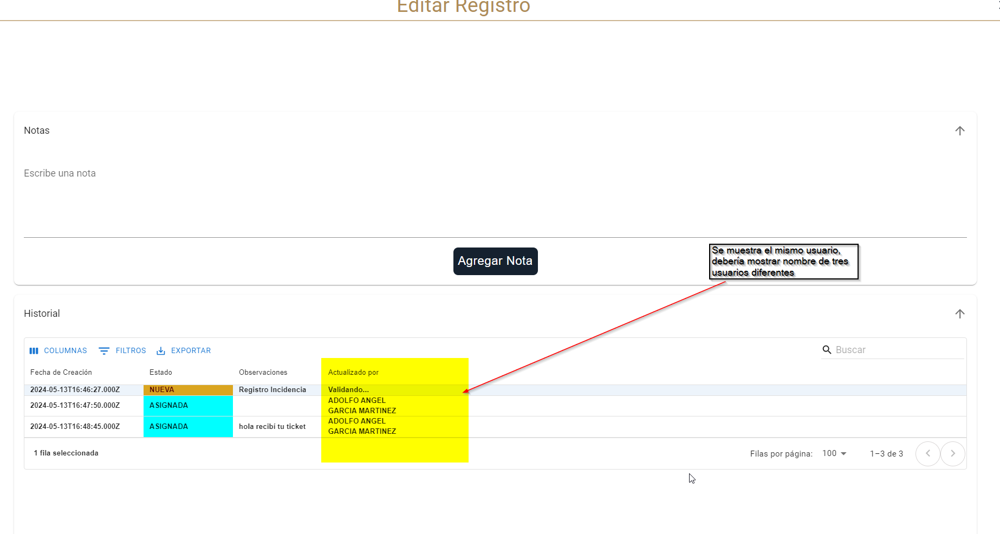 Editar Registro
Notas
Escribe una nota
Agregar Nota
Se muestra el mismo usuario,
debería mostrar nombre de tres
usuarios diferentes
Historial
COLUMNAS FILTROS EXPORTAR Buscar
Fecha de Creación Estado Observaciones Actualizado por
2024-05-13T16:46:27.000Z NUEVA Registro Incidencia Validando...
2024-05-13T16:47:50.000Z ASIGNADA ADOLFO ANGEL
GARCIA MARTINEZ
2024-05-13T16:48:45.000Z ASIGNADA hola recibí tu ticket ADOLFO ANGEL
GARCIA MARTINEZ
1 fila seleccionada Filas por página: 100 1–3 de 3